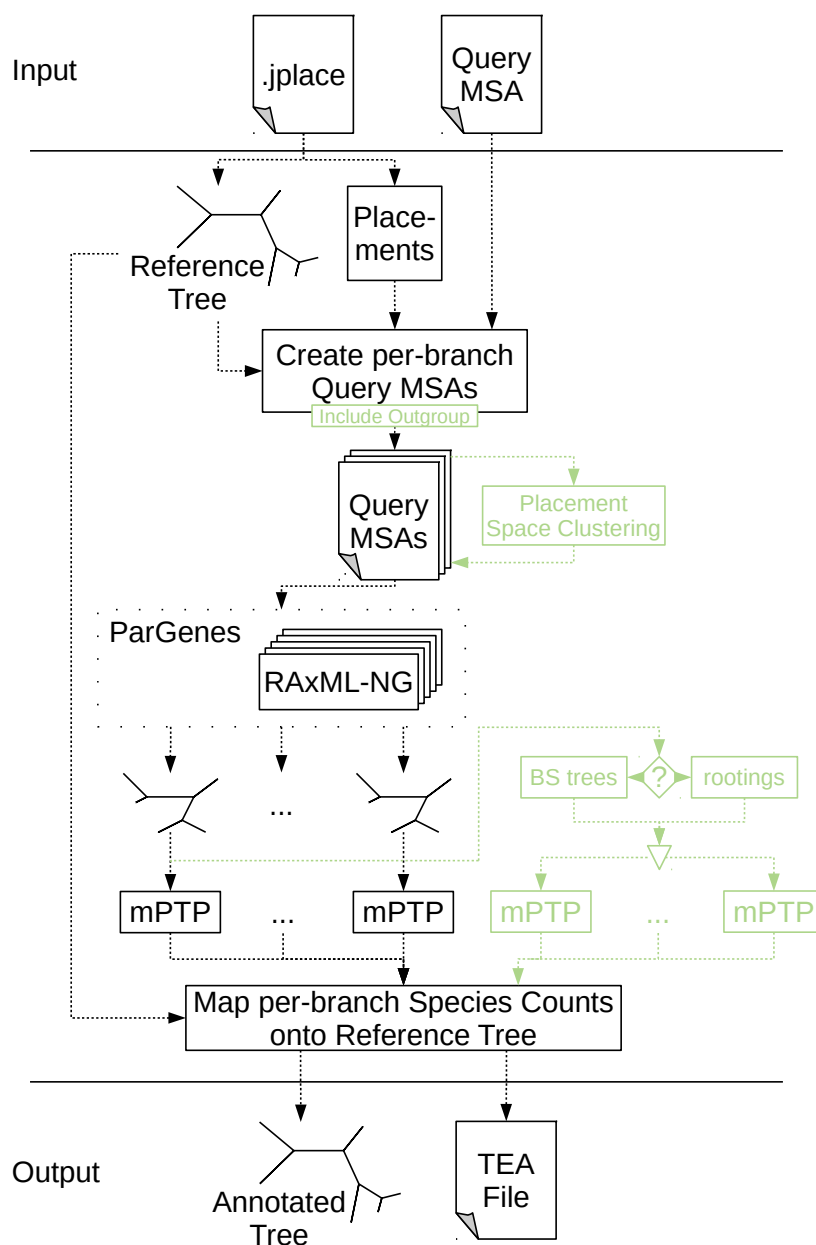 Input
.jplace
Query
MSA
Reference
Tree
Place-
ments
Create per-branch
Query MSAs
Include Outgroup
Query
MSAs
Placement
Space Clustering
ParGenes
RAxML-NG
BS trees
?
rootings
...
mPTP
...
mPTP
mPTP
...
mPTP
Map per-branch Species Counts
onto Reference Tree
Output
Annotated
Tree
TEA
File